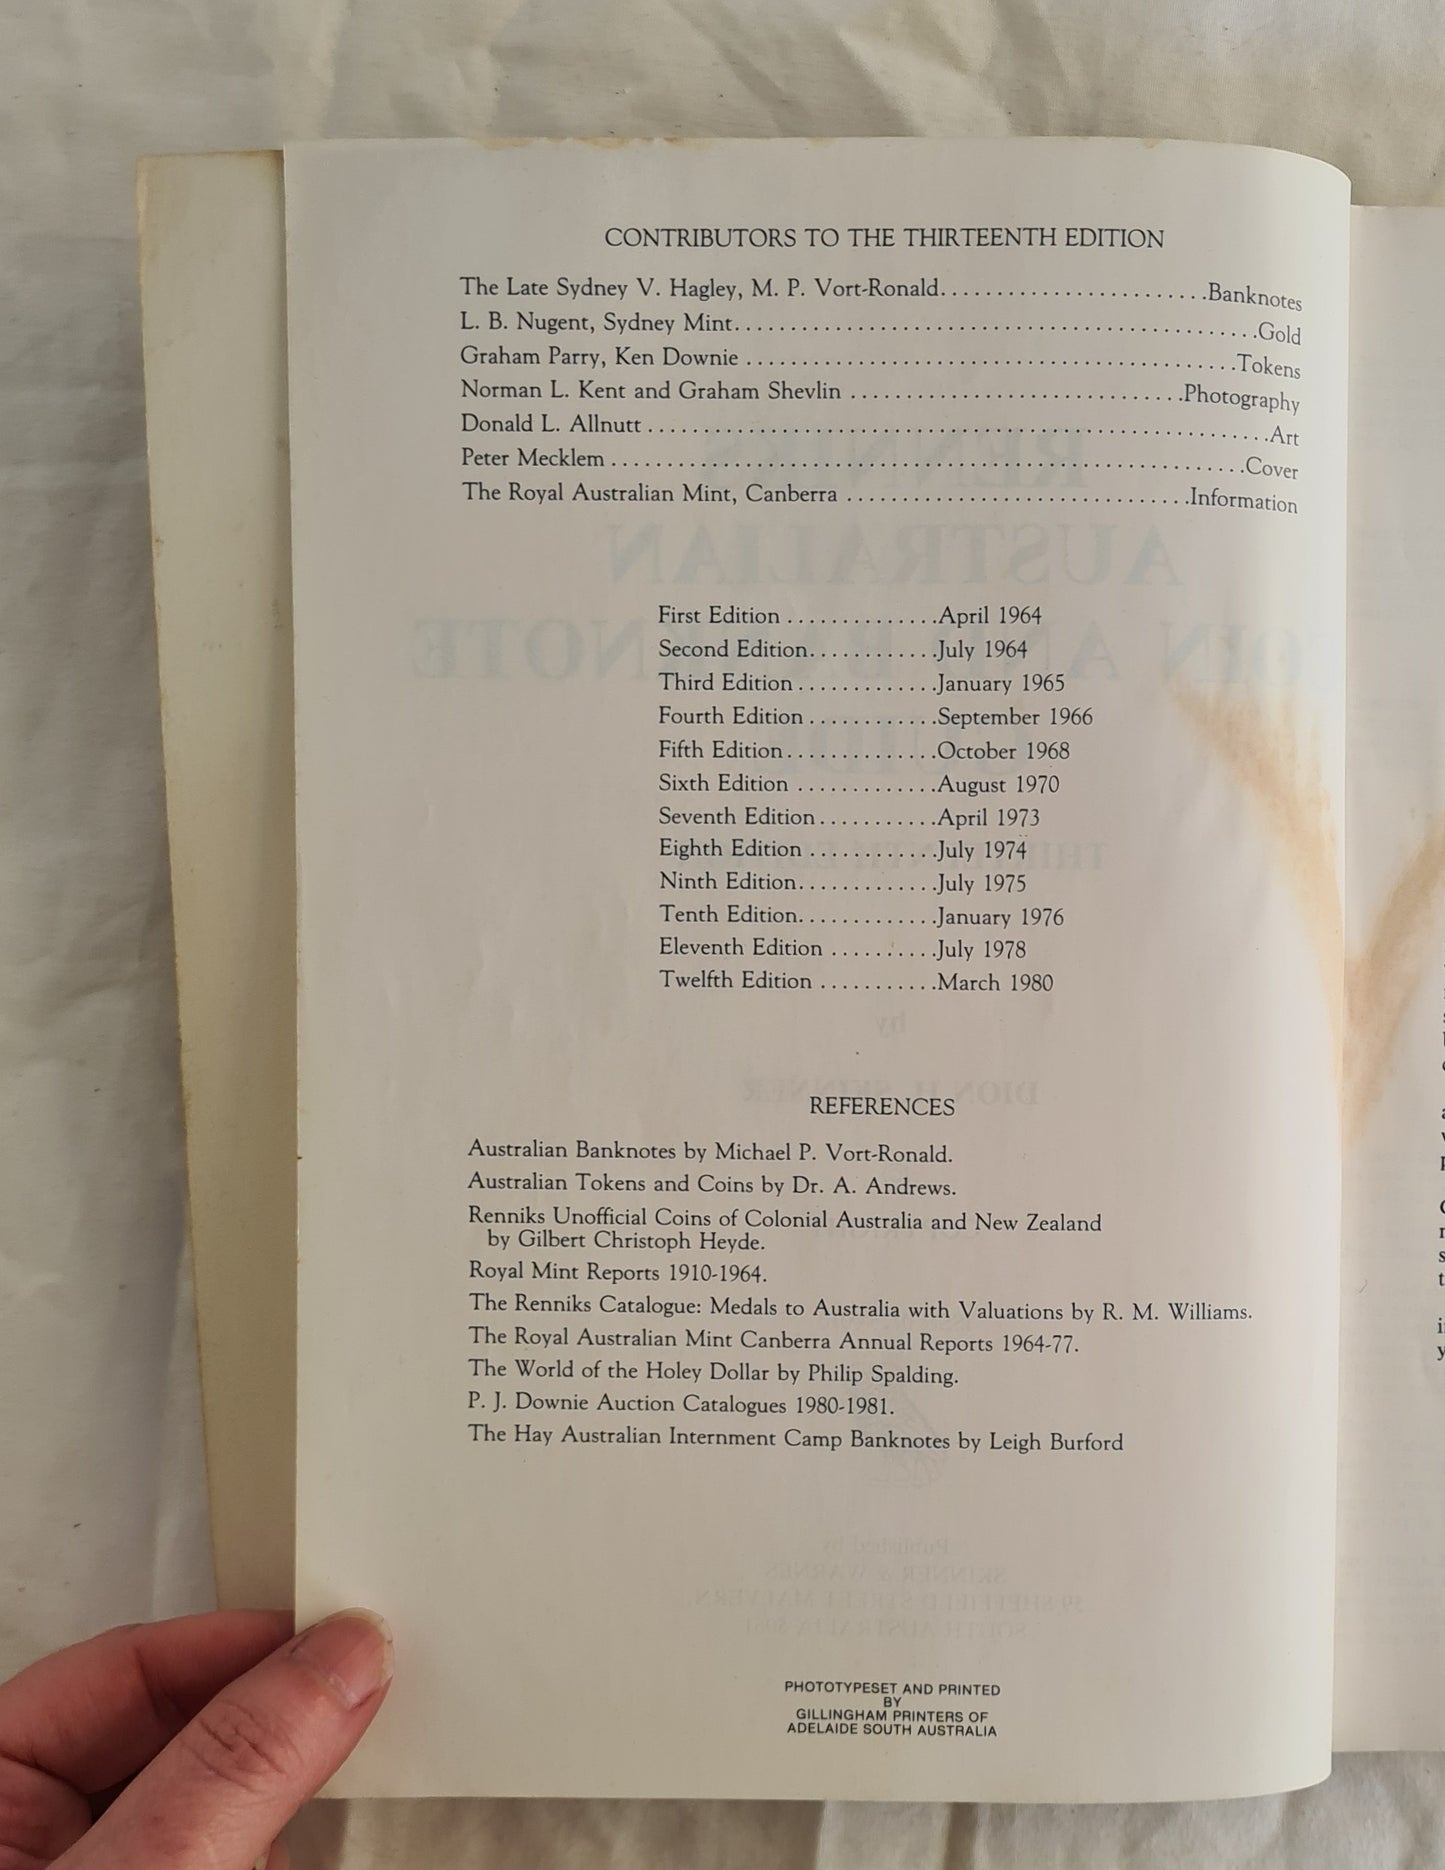 CONTRIBUTORS TO THE THIRTEENTH EDITION
The Late Sydney V. Hagley, M. P. Vort-Ronald........................Banknotes
L. B. Nugent, Sydney Mint...............................................Gold
Graham Parry, Ken Downie ............................................Tokens
Norman L. Kent and Graham Shevlin ..............................Photography
Donald L. Allnutt ........................................................Art
Peter Mecklem .........................................................Cover
The Royal Australian Mint, Canberra ...............................Information
First Edition ..............April 1964
Second Edition............July 1964
Third Edition .............January 1965
Fourth Edition ............September 1966
Fifth Edition..............October 1968
Sixth Edition .............August 1970
Seventh Edition...........April 1973
Eighth Edition ............July 1974
Ninth Edition.............July 1975
Tenth Edition.............January 1976
Eleventh Edition ..........July 1978
Twelfth Edition ...........March 1980
REFERENCES
Australian Banknotes by Michael P. Vort-Ronald.
Australian Tokens and Coins by Dr. A. Andrews.
Renniks Unofficial Coins of Colonial Australia and New Zealand
by Gilbert Christoph Heyde.
Royal Mint Reports 1910-1964.
The Renniks Catalogue: Medals to Australia with Valuations by R. M. Williams.
The Royal Australian Mint Canberra Annual Reports 1964-77.
The World of the Holey Dollar by Philip Spalding.
P. J. Downie Auction Catalogues 1980-1981.
The Hay Australian Internment Camp Banknotes by Leigh Burford
PHOTOTYPESET AND PRINTED
BY
GILLINGHAM PRINTERS OF
ADELAIDE SOUTH AUSTRALIA